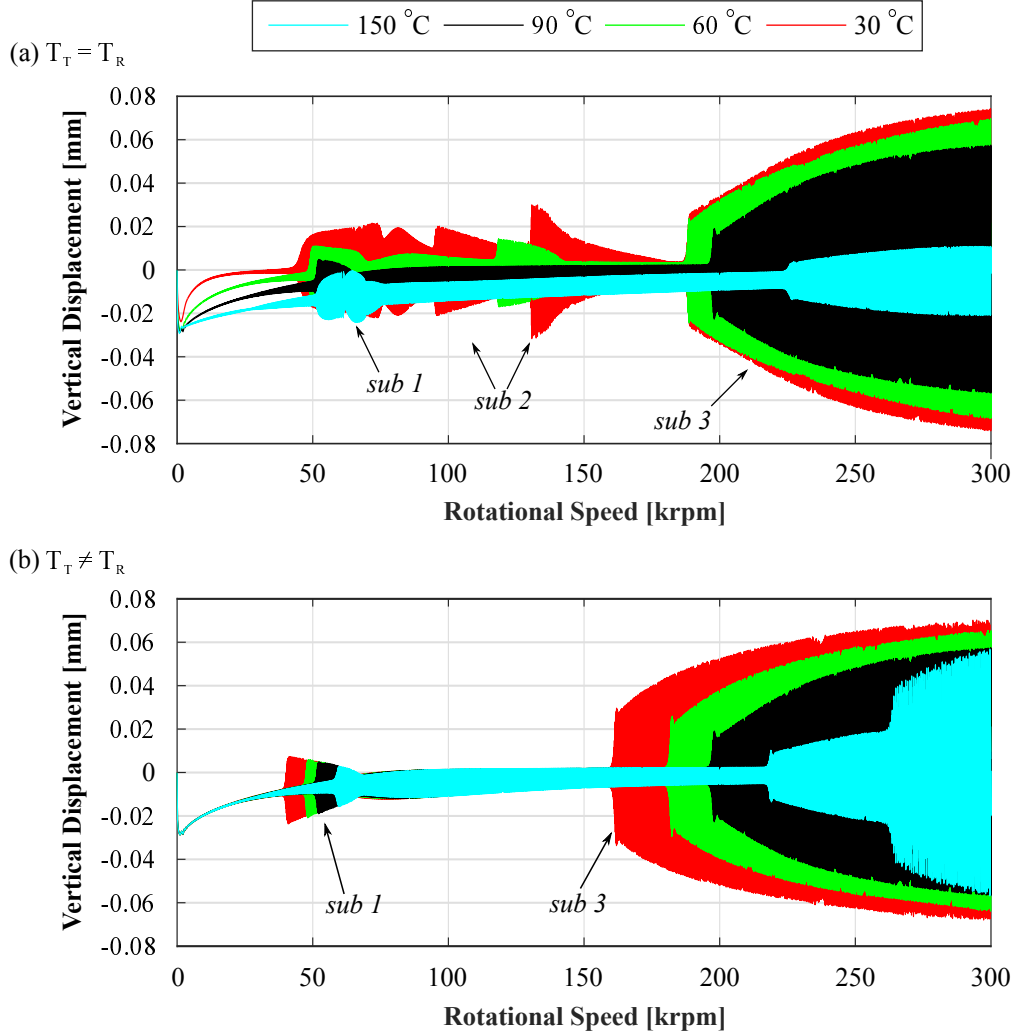 150 °C 90 °C 60 °C 30 °C
(a) T_T = T_R
Vertical Displacement [mm]
0.08
0.06
0.04
0.02
0
-0.02
-0.04
-0.06
-0.08
sub 1
sub 2
sub 3
0 50 100 150 200 250 300
Rotational Speed [krpm]
(b) T_T ≠ T_R
Vertical Displacement [mm]
0.08
0.06
0.04
0.02
0
-0.02
-0.04
-0.06
-0.08
sub 1
sub 3
0 50 100 150 200 250 300
Rotational Speed [krpm]